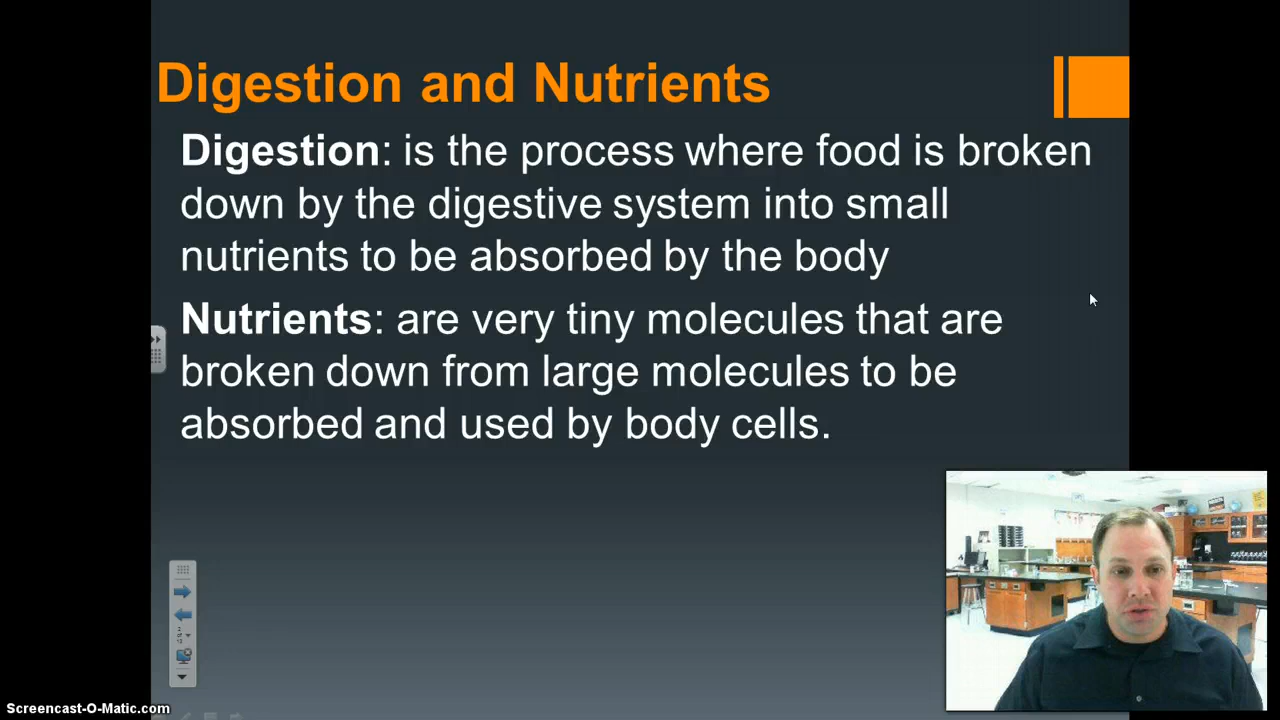 Digestion and Nutrients
Digestion: is the process where food is broken
down by the digestive system into small
nutrients to be absorbed by the body
Nutrients: are very tiny molecules that are
broken down from large molecules to be
absorbed and used by body cells.
Screencast-O-Matic.com